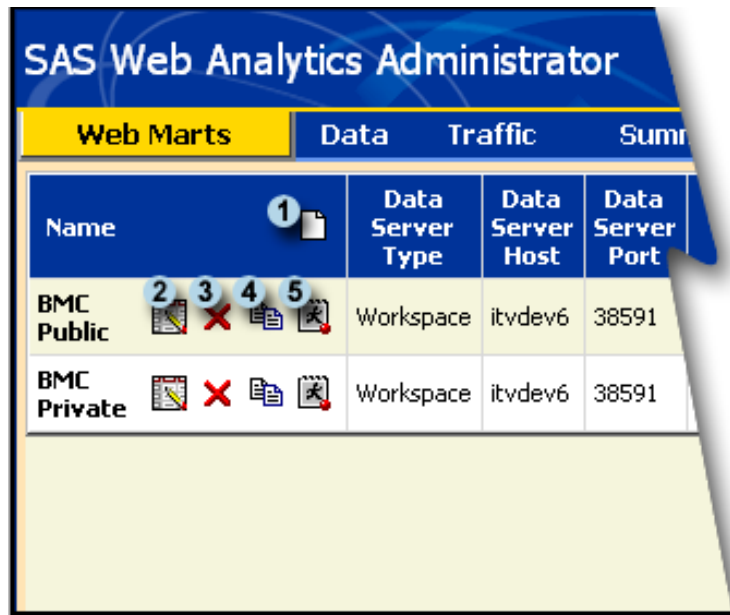 SAS Web Analytics Administrator
Web Marts Data Traffic
Name 1 Data Server Type Data Server Host Data Server Port
2 3 4 5
BMC Public Workspace itvdev6 38591
BMC Private Workspace itvdev6 38591